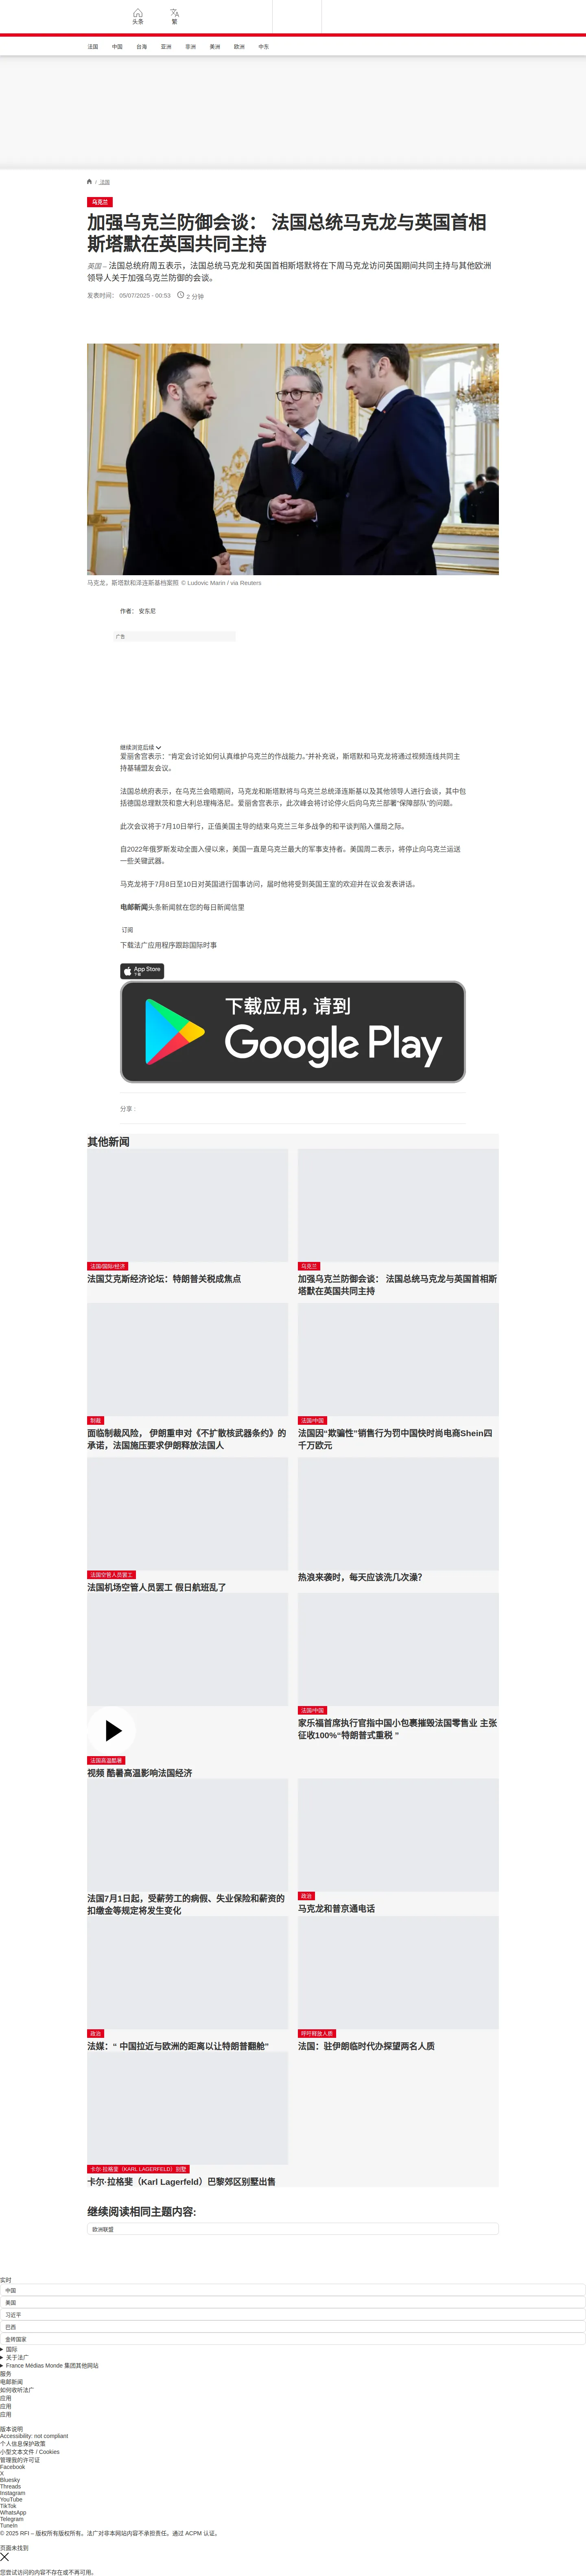 头条
繁
法国 中国 台海 亚洲 非洲 美洲 欧洲 中东
/ 法国
乌克兰
加强乌克兰防御会谈： 法国总统马克龙与英国首相
斯塔默在英国共同主持
英国 – 法国总统府周五表示，法国总统马克龙和英国首相斯塔默将在下周马克龙访问英国期间共同主持与其他欧洲
领导人关于加强乌克兰防御的会谈。
发表时间： 05/07/2025 - 00:53 2 分钟
马克龙，斯塔默和泽连斯基档案照 © Ludovic Marin / via Reuters
作者： 安东尼
广告
继续浏览后续
爱丽舍宫表示：“肯定会讨论如何认真维护乌克兰的作战能力。”并补充说，斯塔默和马克龙将通过视频连线共同主
持基辅盟友会议。
法国总统府表示，在乌克兰会晤期间，马克龙和斯塔默将与乌克兰总统泽连斯基以及其他领导人进行会谈，其中包
括德国总理默茨和意大利总理梅洛尼。爱丽舍宫表示，此次峰会将讨论停火后向乌克兰部署“保障部队”的问题。
此次会议将于7月10日举行，正值美国主导的结束乌克兰三年多战争的和平谈判陷入僵局之际。
自2022年俄罗斯发动全面入侵以来，美国一直是乌克兰最大的军事支持者。美国周二表示，将停止向乌克兰运送
一些关键武器。
马克龙将于7月8日至10日对英国进行国事访问，届时他将受到英国王室的欢迎并在议会发表讲话。
电邮新闻头条新闻就在您的每日新闻信里
订阅
下载法广应用程序跟踪国际时事
App Store
下载
下载应用，请到
Google Play
分享 :
其他新闻
法国/国际/经济
法国艾克斯经济论坛：特朗普关税成焦点
乌克兰
加强乌克兰防御会谈： 法国总统马克龙与英国首相斯
塔默在英国共同主持
制裁
面临制裁风险， 伊朗重申对《不扩散核武器条约》的
承诺，法国施压要求伊朗释放法国人
法国/中国
法国因“欺骗性”销售行为罚中国快时尚电商Shein四
千万欧元
法国空管人员罢工
法国机场空管人员罢工 假日航班乱了
热浪来袭时，每天应该洗几次澡？
法国高温酷暑
视频 酷暑高温影响法国经济
法国/中国
家乐福首席执行官指中国小包裹摧毁法国零售业 主张
征收100%“特朗普式重税 ”
法国7月1日起，受薪劳工的病假、失业保险和薪资的
扣缴金等规定将发生变化
政治
马克龙和普京通电话
政治
法媒：“ 中国拉近与欧洲的距离以让特朗普翻舱”
呼吁释放人质
法国：驻伊朗临时代办探望两名人质
卡尔·拉格斐（KARL LAGERFELD）别墅
卡尔·拉格斐（Karl Lagerfeld）巴黎郊区别墅出售
继续阅读相同主题内容:
欧洲联盟
实时
中国
美国
习近平
巴西
金砖国家
国际
关于法广
France Médias Monde 集团其他网站
服务
电邮新闻
如何收听法广
应用
应用
应用
版本说明
Accessibility: not compliant
个人信息保护政策
小型文本文件 / Cookies
管理我的许可证
Facebook
X
Bluesky
Threads
Instagram
YouTube
TikTok
WhatsApp
Telegram
TuneIn
© 2025 RFI – 版权所有版权所有。法广对非本网站内容不承担责任。通过 ACPM 认证。
页面未找到
您尝试访问的内容不存在或不再可用。